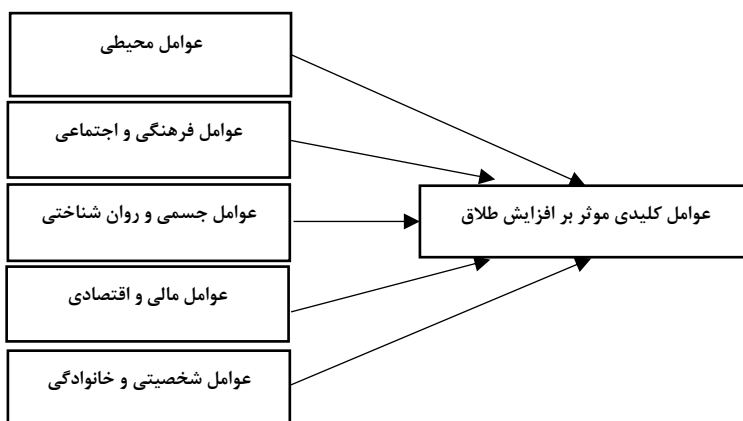 عوامل محیطی
عوامل فرهنگی و اجتماعی
عوامل جسمی و روان شناختی
عوامل کلیدی موثر بر افزایش طلاق
عوامل مالی و اقتصادی
عوامل شخصیتی و خانوادگی